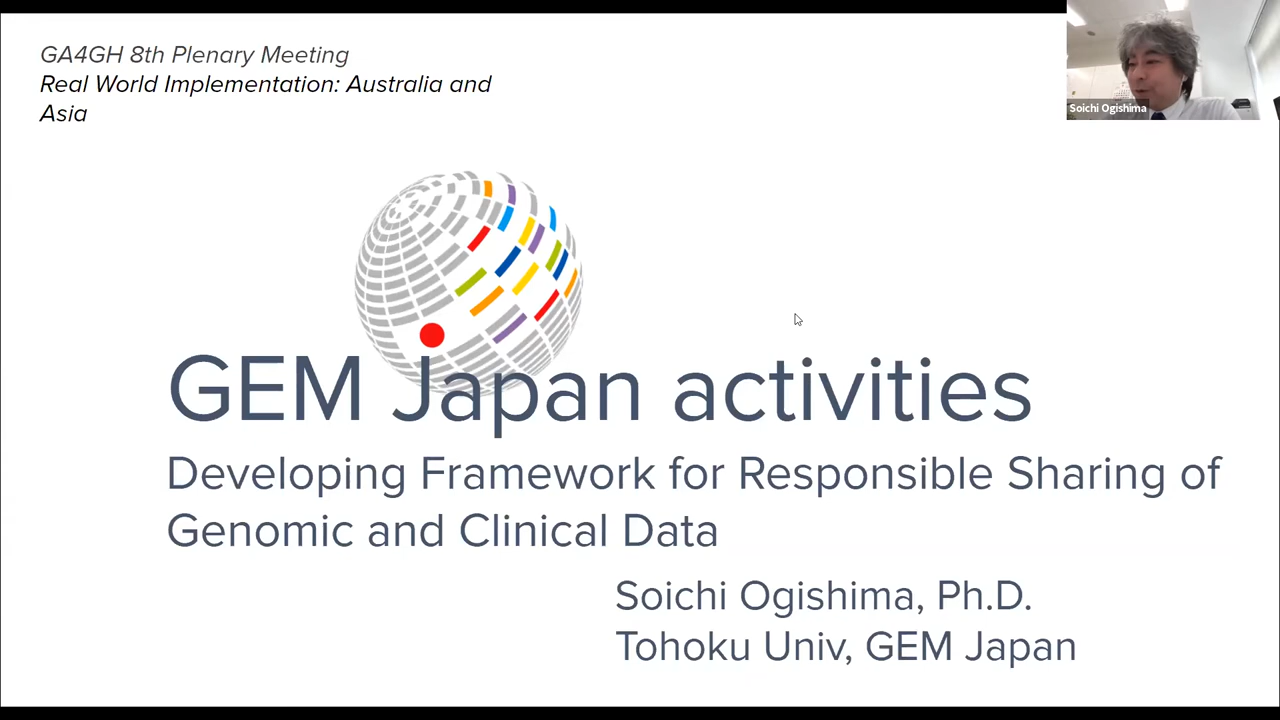 GA4GH 8th Plenary Meeting
Real World Implementation: Australia and
Asia
Soichi Ogishima
GEM Japan activities
Developing Framework for Responsible Sharing of
Genomic and Clinical Data
Soichi Ogishima, Ph.D.
Tohoku Univ, GEM Japan